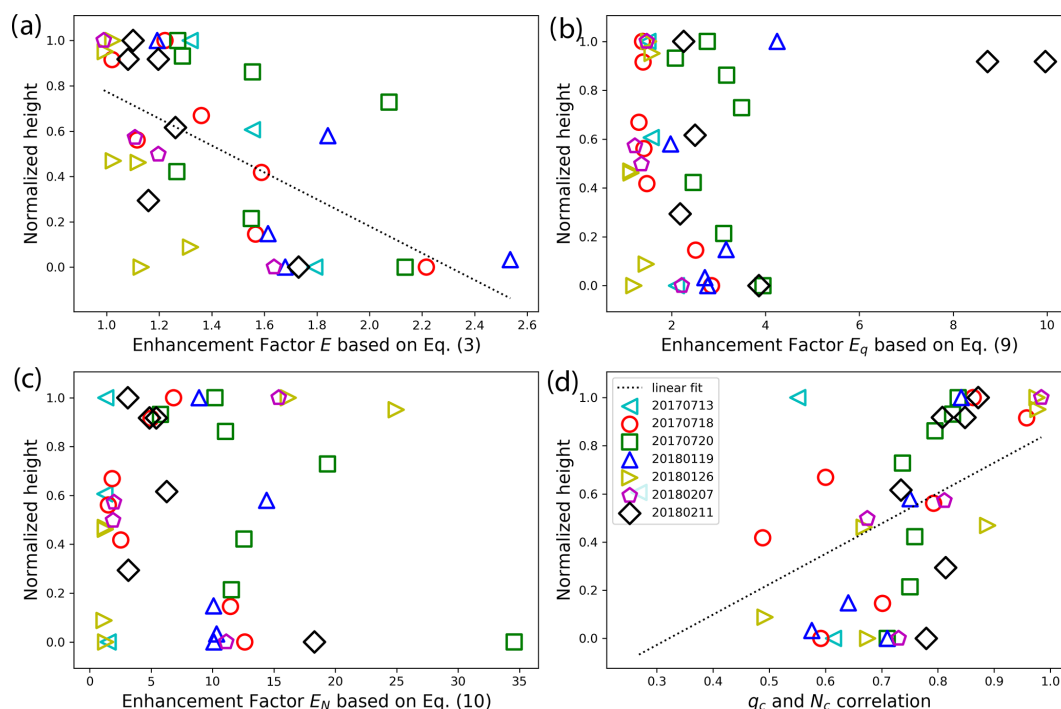 (a)
Normalized height
1.0
0.8
0.6
0.4
0.2
0.0
1.0 1.2 1.4 1.6 1.8 2.0 2.2 2.4 2.6
Enhancement Factor E based on Eq. (3)
(b)
Normalized height
1.0
0.8
0.6
0.4
0.2
0.0
2 4 6 8 10
Enhancement Factor E_q based on Eq. (9)
(c)
Normalized height
1.0
0.8
0.6
0.4
0.2
0.0
0 5 10 15 20 25 30 35
Enhancement Factor E_N based on Eq. (10)
(d)
Normalized height
1.0
0.8
0.6
0.4
0.2
0.0
linear fit
20170713
20170718
20170720
20180119
20180126
20180207
20180211
0.3 0.4 0.5 0.6 0.7 0.8 0.9 1.0
q_c and N_c correlation